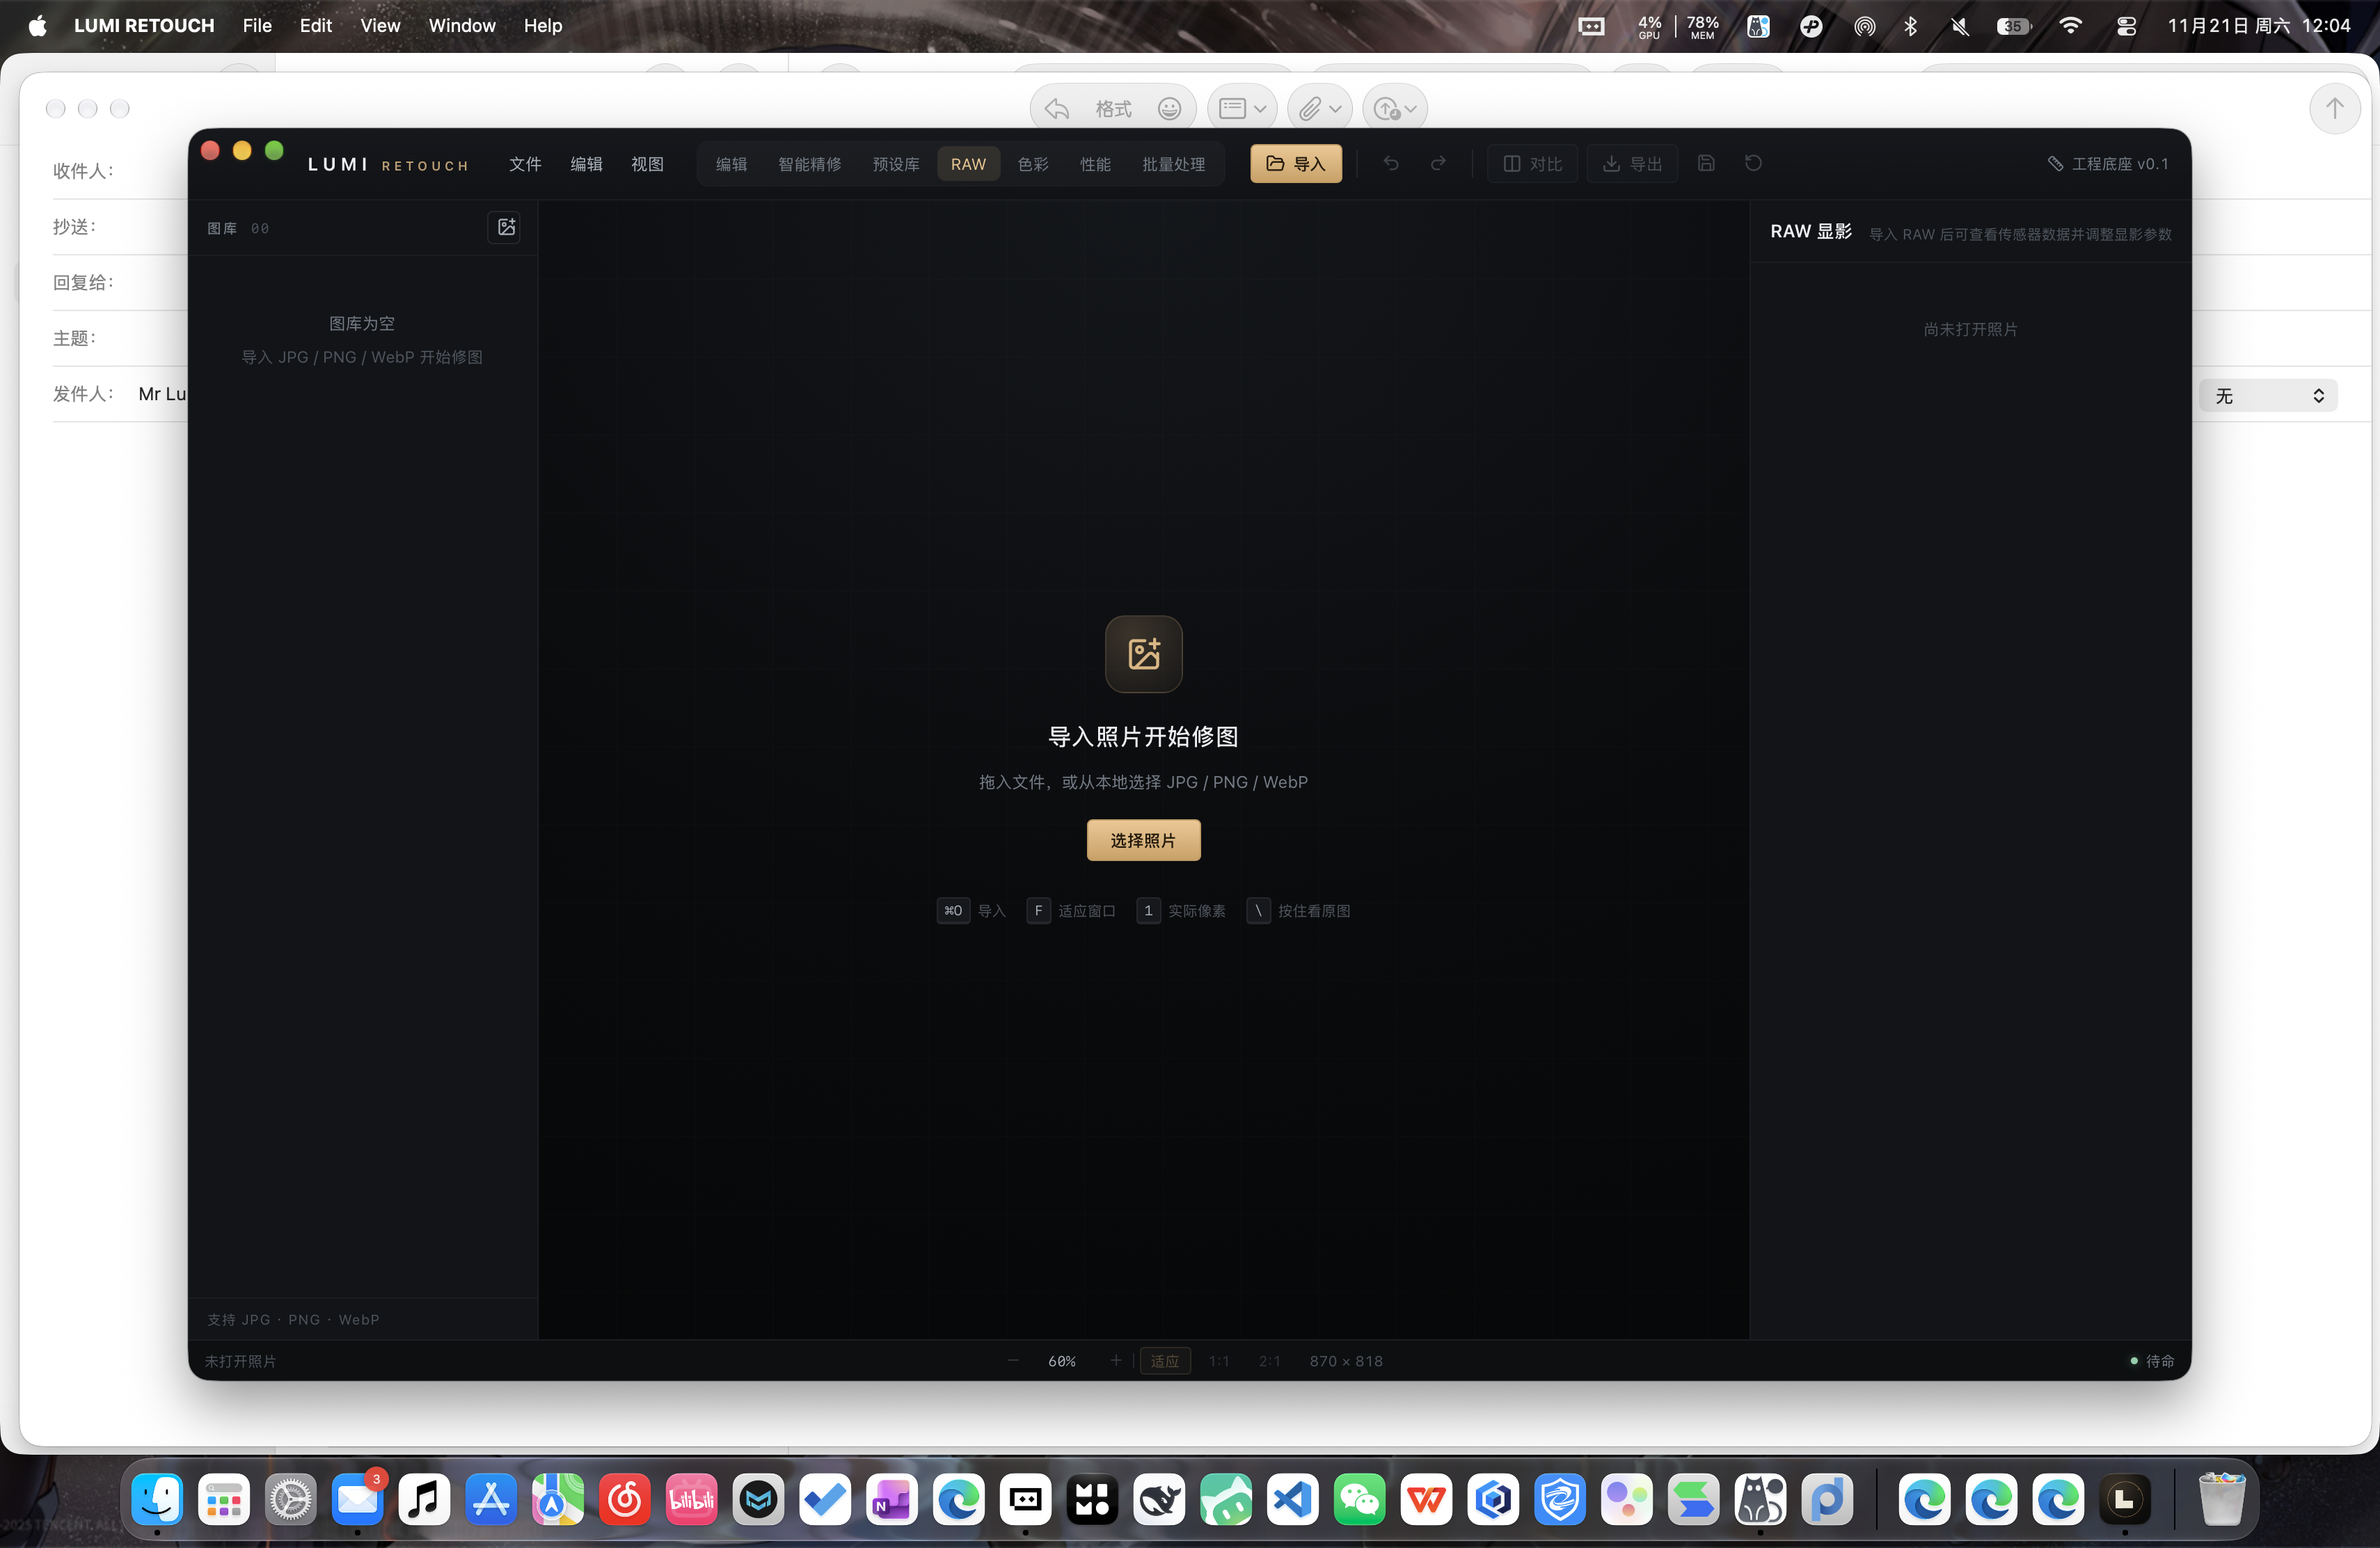 LUMI RETOUCH File Edit View Window Help 4% GPU 78% MEM 35 11月21日 周六 12:04
格式
收件人：
抄送：
回复给：
主题：
发件人： Mr Lu
无
LUMI RETOUCH 文件 编辑 视图 编辑 智能精修 预设库 RAW 色彩 性能 批量处理 导入 对比 导出 工程底座 v0.1
图库 00
图库为空
导入 JPG / PNG / WebP 开始修图
RAW 显影 导入 RAW 后可查看传感器数据并调整显影参数
尚未打开照片
导入照片开始修图
拖入文件，或从本地选择 JPG / PNG / WebP
选择照片
⌘O 导入 F 适应窗口 1 实际像素 \ 按住看原图
支持 JPG · PNG · WebP
未打开照片 − 60% + 适应 1:1 2:1 870 × 818 待命
3
bilibili
N
L